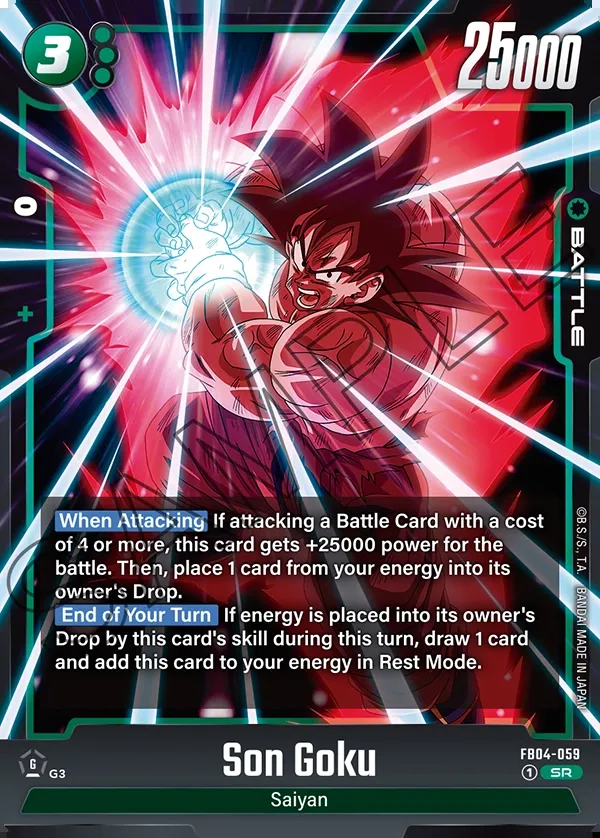 3
25000
0
+
BATTLE
SAMPLE
When Attacking If attacking a Battle Card with a cost
of 4 or more, this card gets +25000 power for the
battle. Then, place 1 card from your energy into its
owner's Drop.
End of Your Turn If energy is placed into its owner's
Drop by this card's skill during this turn, draw 1 card
and add this card to your energy in Rest Mode.
©B.S./S., T.A. BANDAI MADE IN JAPAN
G
G3
Son Goku
FB04-059
1 SR
Saiyan